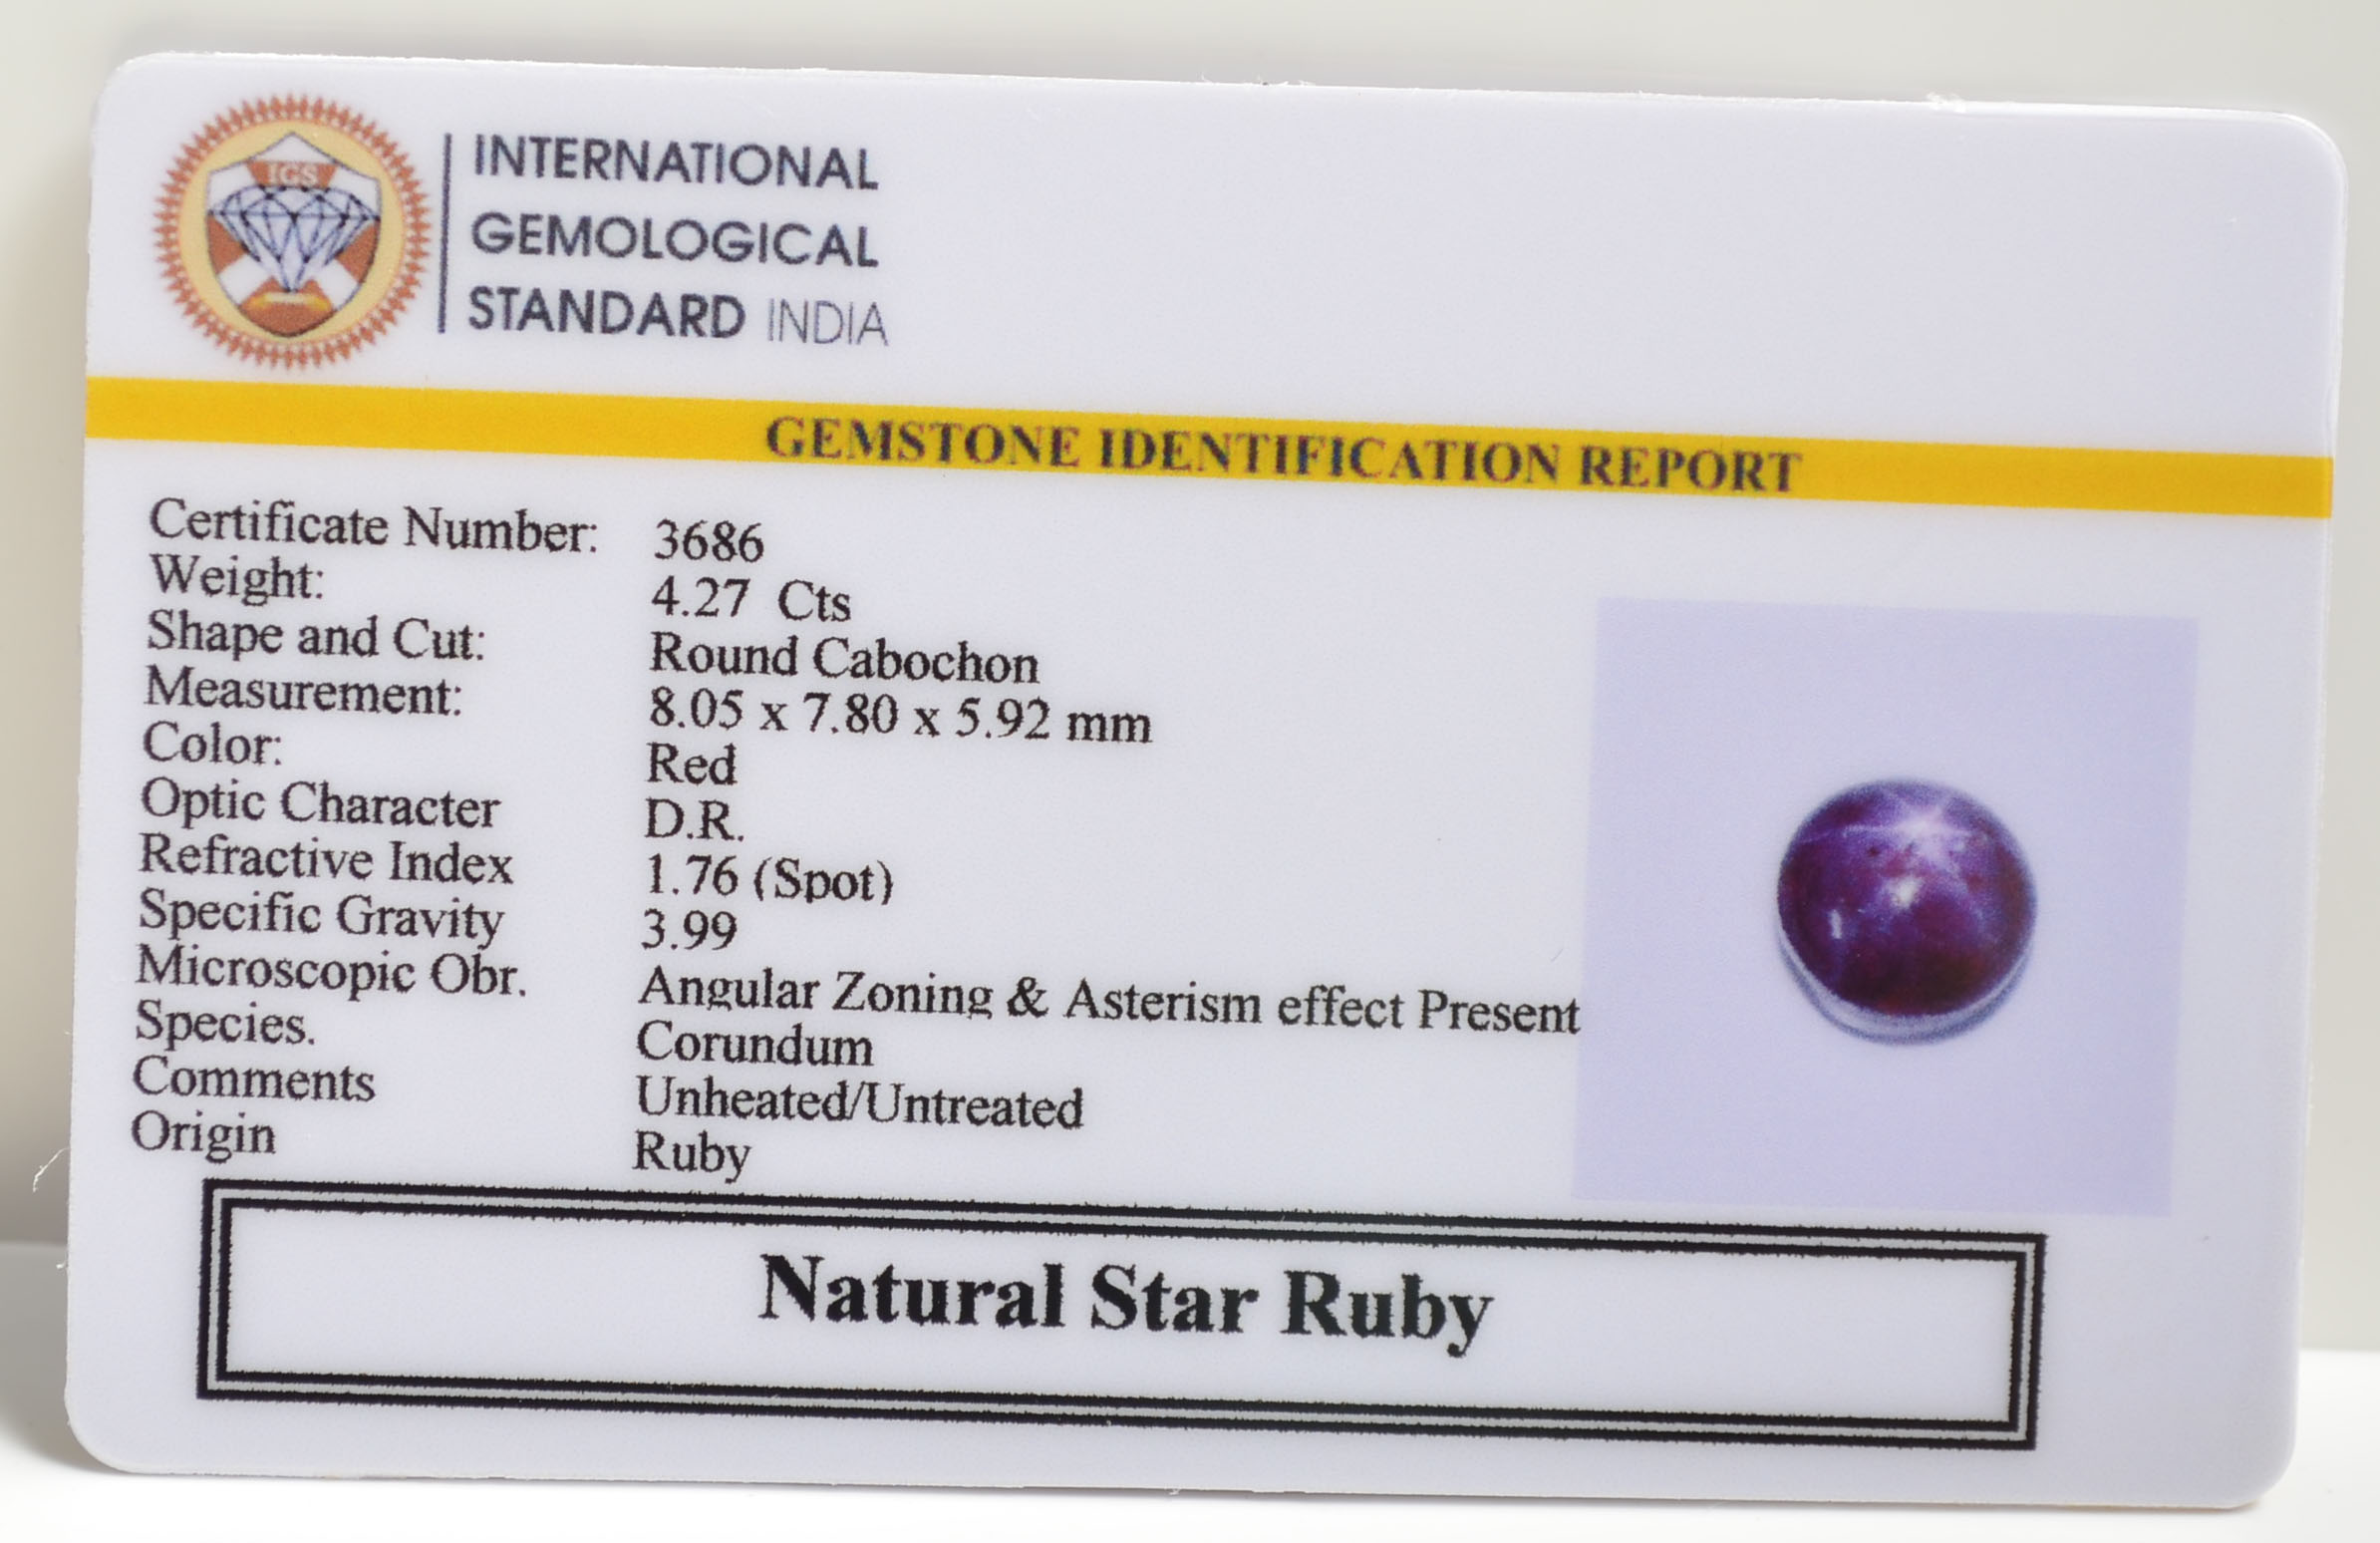 IGS
INTERNATIONAL
GEMOLOGICAL
STANDARD INDIA
GEMSTONE IDENTIFICATION REPORT
Certificate Number: 3686
Weight: 4.27 Cts
Shape and Cut: Round Cabochon
Measurement: 8.05 x 7.80 x 5.92 mm
Color: Red
Optic Character D.R.
Refractive Index 1.76 (Spot)
Specific Gravity 3.99
Microscopic Obr. Angular Zoning & Asterism effect Present
Species. Corundum
Comments Unheated/Untreated
Origin Ruby
Natural Star Ruby